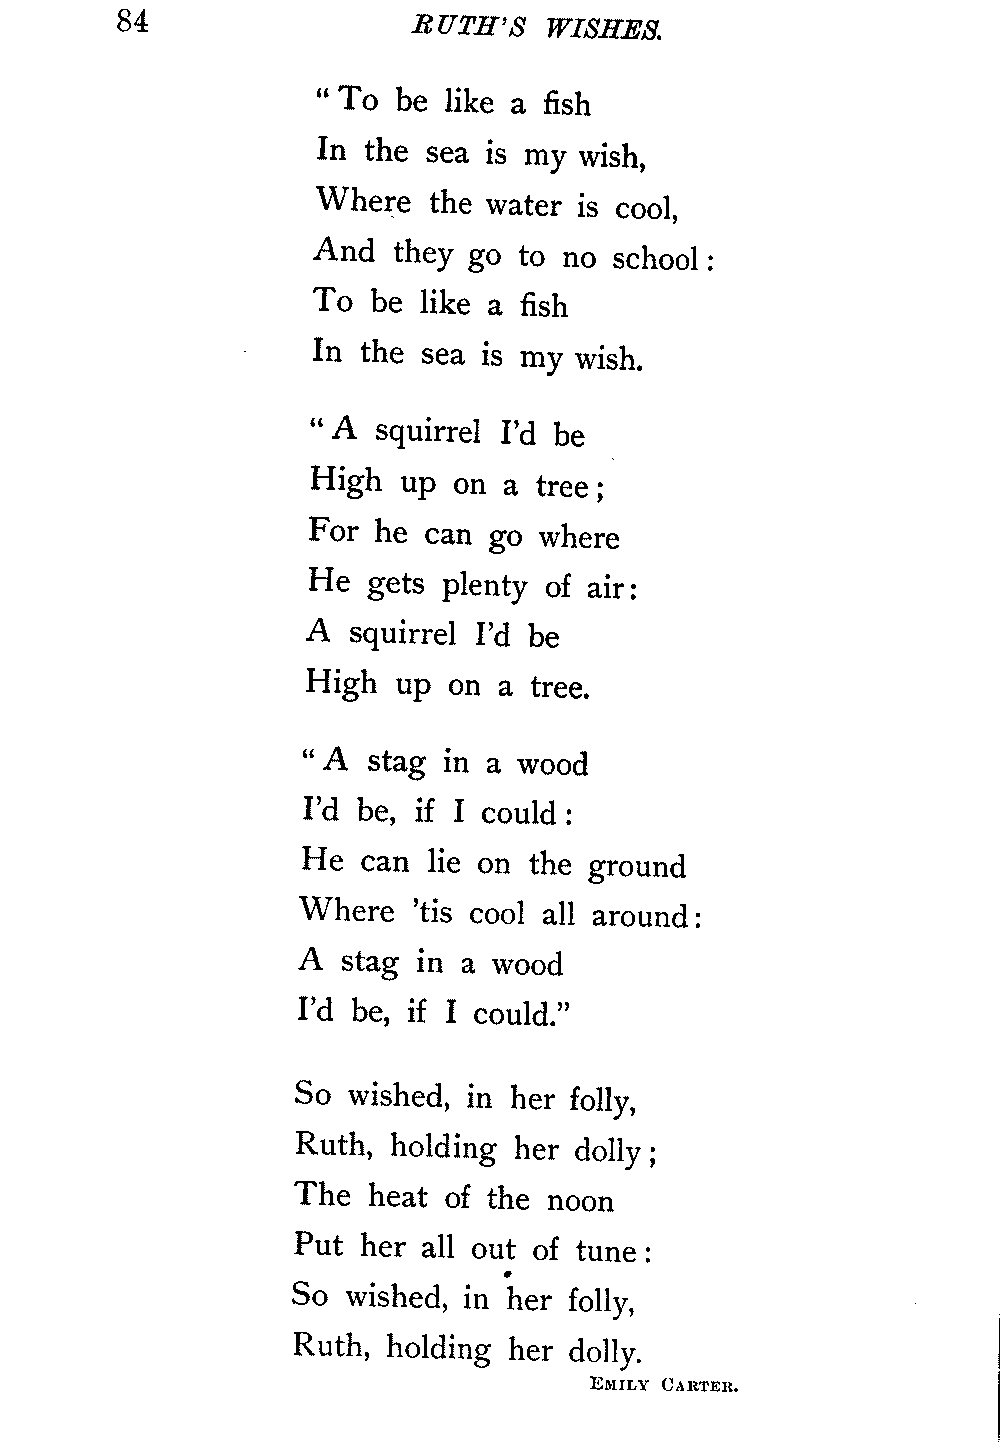 84 RUTH'S WISHES.
“To be like a fish
In the sea is my wish,
Where the water is cool,
And they go to no school:
To be like a fish
In the sea is my wish.
“A squirrel I'd be
High up on a tree;
For he can go where
He gets plenty of air:
A squirrel I'd be
High up on a tree.
“A stag in a wood
I'd be, if I could:
He can lie on the ground
Where 'tis cool all around:
A stag in a wood
I'd be, if I could.”
So wished, in her folly,
Ruth, holding her dolly;
The heat of the noon
Put her all out of tune:
So wished, in her folly,
Ruth, holding her dolly.
EMILY CARTER.